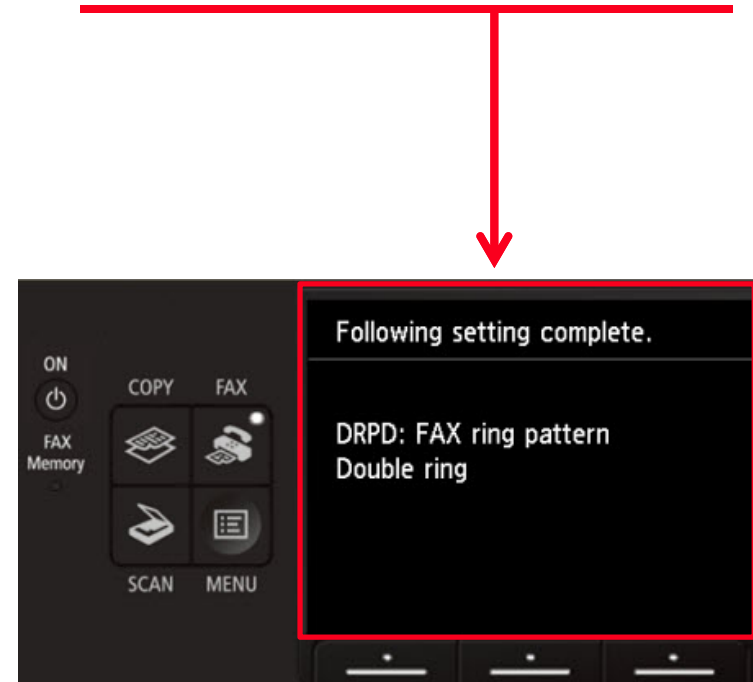 Following setting complete.
ON
COPY FAX
DRPD: FAX ring pattern
FAX
Memory
Double ring
SCAN MENU